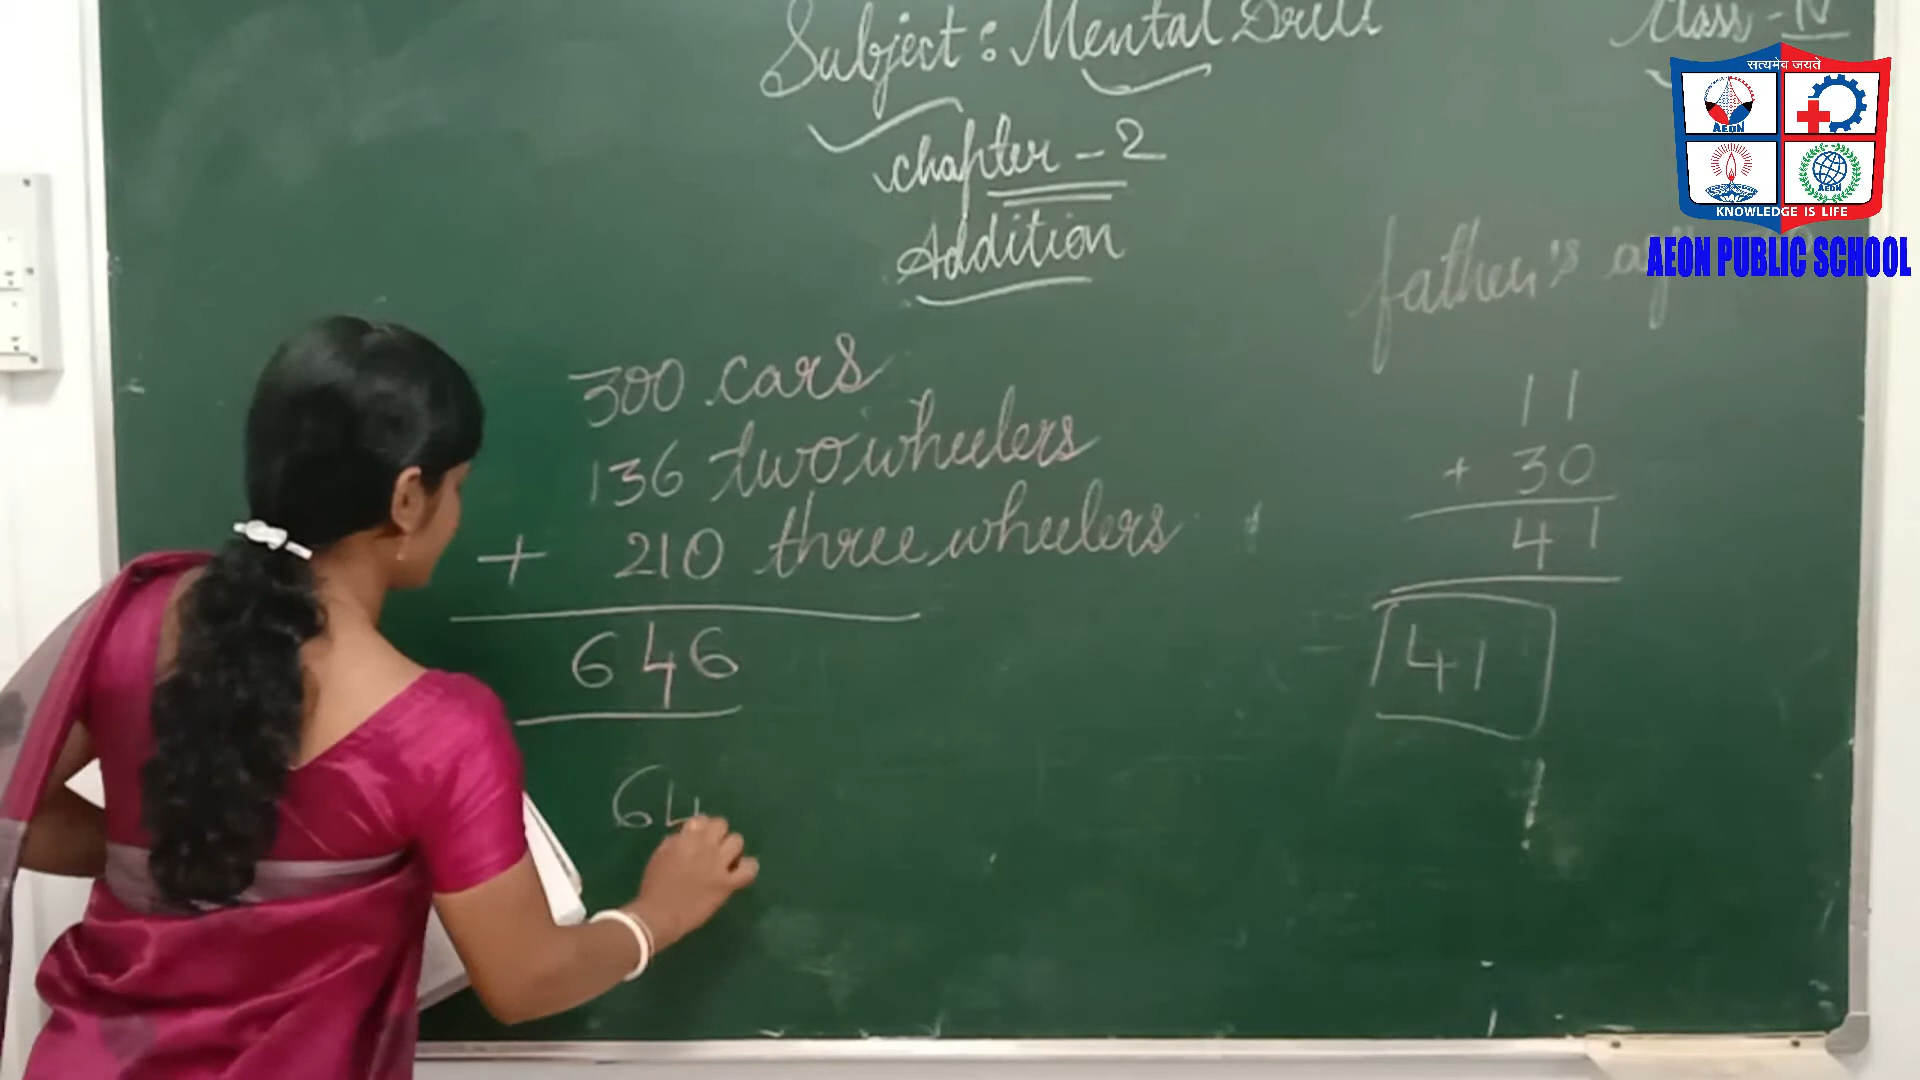 Subject : Mental Drill
Class - IV
Chapter - 2
Addition
300 cars
136 two wheelers
+ 210 three wheelers
646
64
father's
11
+ 30
41
41
सत्यमेव जयते
AEON
AEON
KNOWLEDGE IS LIFE
AEON PUBLIC SCHOOL